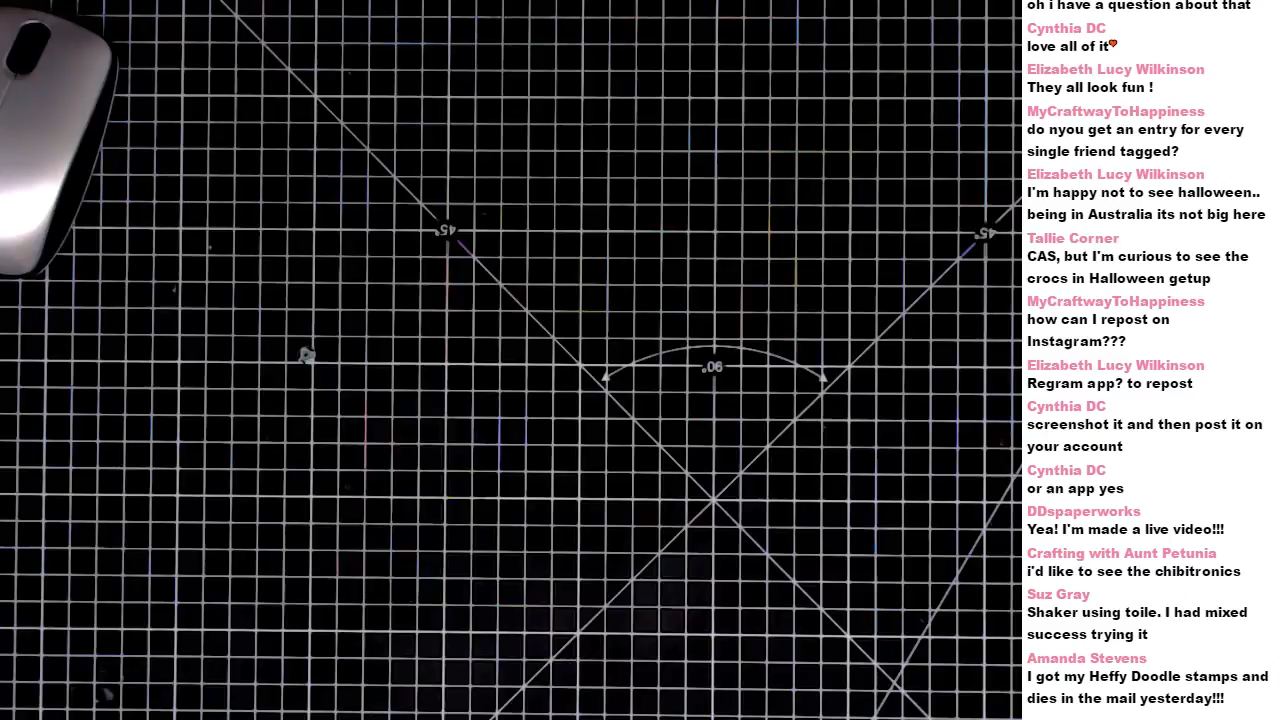 oh i have a question about that
Cynthia DC
love all of it
Elizabeth Lucy Wilkinson
They all look fun !
MyCraftwayToHappiness
do nyou get an entry for every
single friend tagged?
Elizabeth Lucy Wilkinson
I'm happy not to see halloween..
being in Australia its not big here
Tallie Corner
CAS, but I'm curious to see the
crocs in Halloween getup
MyCraftwayToHappiness
how can I repost on
Instagram???
Elizabeth Lucy Wilkinson
Regram app? to repost
Cynthia DC
screenshot it and then post it on
your account
Cynthia DC
or an app yes
DDspaperworks
Yea! I'm made a live video!!!
Crafting with Aunt Petunia
i'd like to see the chibitronics
Suz Gray
Shaker using toile. I had mixed
success trying it
Amanda Stevens
I got my Heffy Doodle stamps and
dies in the mail yesterday!!!
45°
45°
90°